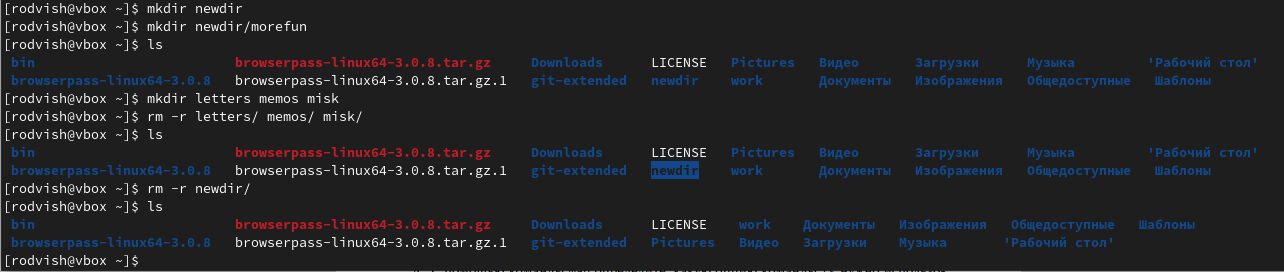 [rodvish@vbox ~]$ mkdir newdir
[rodvish@vbox ~]$ mkdir newdir/morefun
[rodvish@vbox ~]$ ls
bin browserpass-linux64-3.0.8.tar.gz Downloads LICENSE Pictures Видео Загрузки Музыка 'Рабочий стол'
browserpass-linux64-3.0.8 browserpass-linux64-3.0.8.tar.gz.1 git-extended newdir work Документы Изображения Общедоступные Шаблоны
[rodvish@vbox ~]$ mkdir letters memos misk
[rodvish@vbox ~]$ rm -r letters/ memos/ misk/
[rodvish@vbox ~]$ ls
bin browserpass-linux64-3.0.8.tar.gz Downloads LICENSE Pictures Видео Загрузки Музыка 'Рабочий стол'
browserpass-linux64-3.0.8 browserpass-linux64-3.0.8.tar.gz.1 git-extended newdir work Документы Изображения Общедоступные Шаблоны
[rodvish@vbox ~]$ rm -r newdir/
[rodvish@vbox ~]$ ls
bin browserpass-linux64-3.0.8.tar.gz Downloads LICENSE work Документы Изображения Общедоступные Шаблоны
browserpass-linux64-3.0.8 browserpass-linux64-3.0.8.tar.gz.1 git-extended Pictures Видео Загрузки Музыка 'Рабочий стол'
[rodvish@vbox ~]$